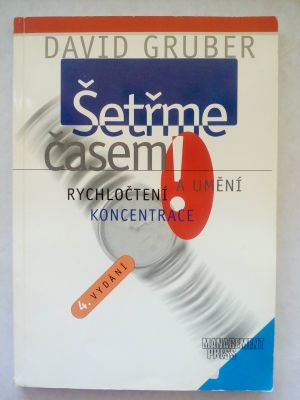 DAVID GRUBER
Šetřme
časem!
RYCHLOČTENÍ A UMĚNÍ
KONCENTRACE
4. VYDÁNÍ
MANAGEMENT
PRESS